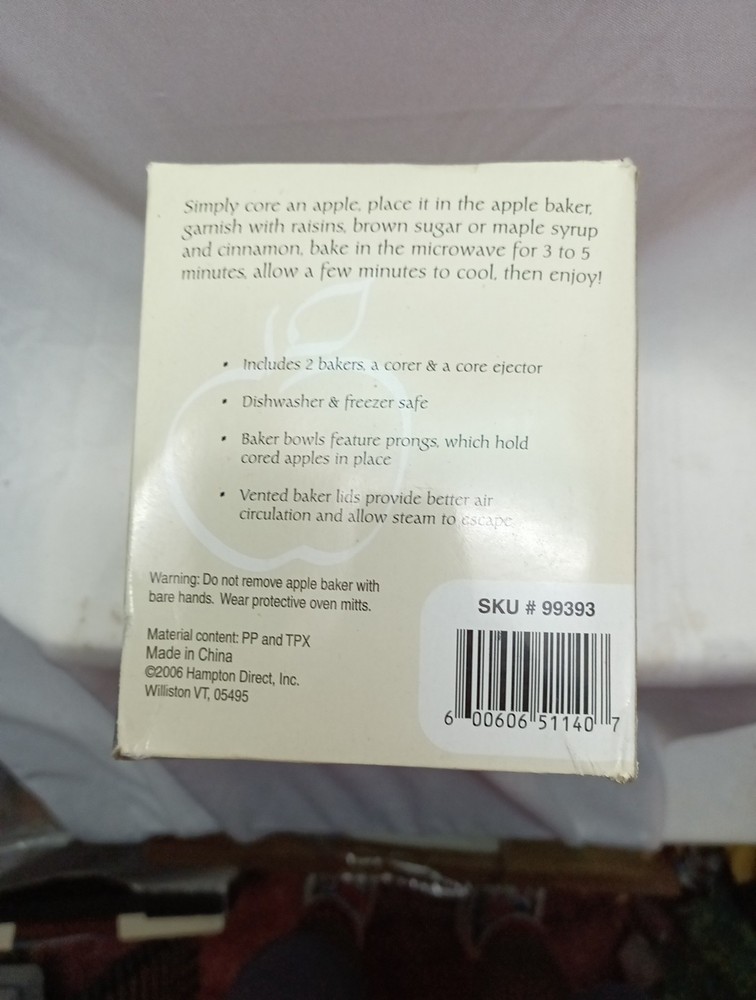 Simply core an apple, place it in the apple baker,
garnish with raisins, brown sugar or maple syrup
and cinnamon, bake in the microwave for 3 to 5
minutes, allow a few minutes to cool, then enjoy!
• Includes 2 bakers, a corer & a core ejector
• Dishwasher & freezer safe
• Baker bowls feature prongs, which hold
cored apples in place
• Vented baker lids provide better air
circulation and allow steam to escape
Warning: Do not remove apple baker with
bare hands. Wear protective oven mitts.
Material content: PP and TPX
Made in China
©2006 Hampton Direct, Inc.
Williston VT, 05495
SKU # 99393
6 00606 51140 7